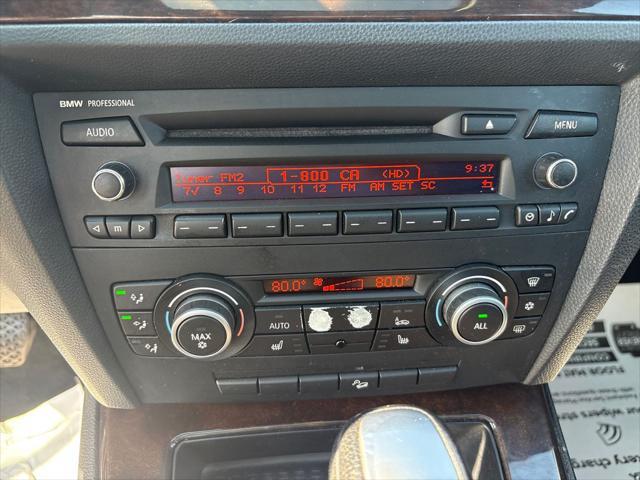 BMW PROFESSIONAL
AUDIO
MENU
Tuner FM2 1-800 CA <HD> 9:37
7✓ 8 9 10 11 12 FM AM SET SC
m
80.0° 80.0°
AUTO
MAX
ALL